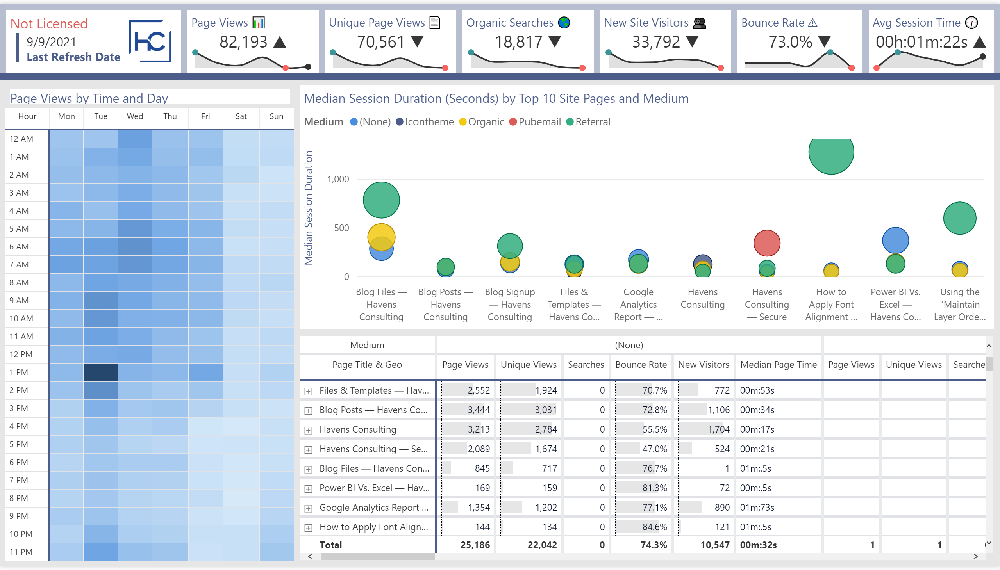 Not Licensed
9/9/2021
Last Refresh Date
hC
Page Views
82,193
Unique Page Views
70,561
Organic Searches
18,817
New Site Visitors
33,792
Bounce Rate
73.0%
Avg Session Time
00h:01m:22s
Page Views by Time and Day
Hour Mon Tue Wed Thu Fri Sat Sun
12 AM
1 AM
2 AM
3 AM
4 AM
5 AM
6 AM
7 AM
8 AM
9 AM
10 AM
11 AM
12 PM
1 PM
2 PM
3 PM
4 PM
5 PM
6 PM
7 PM
8 PM
9 PM
10 PM
11 PM
Median Session Duration (Seconds) by Top 10 Site Pages and Medium
Medium (None) Icontheme Organic Pubemail Referral
Median Session Duration
1,000
500
0
Blog Files —
Havens
Consulting
Blog Posts —
Havens
Consulting
Blog Signup
— Havens
Consulting
Files &
Templates —
Havens Co...
Google
Analytics
Report — ...
Havens
Consulting
Havens
Consulting
— Secure
How to
Apply Font
Alignment ...
Power BI Vs.
Excel —
Havens Co...
Using the
"Maintain
Layer Orde...
Medium (None)
Page Title & Geo Page Views Unique Views Searches Bounce Rate New Visitors Median Page Time Page Views Unique Views Searche
Files & Templates — Hav... 2,552 1,924 0 70.7% 772 00m:53s
Blog Posts — Havens Co... 3,444 3,031 0 72.8% 1,106 00m:34s
Havens Consulting 3,213 2,784 0 55.5% 1,704 00m:17s
Havens Consulting — Se... 2,089 1,674 0 47.0% 524 00m:21s
Blog Files — Havens Con... 845 717 0 76.7% 1 01m:.5s
Power BI Vs. Excel — Hav... 169 159 0 81.3% 72 00m:.5s
Google Analytics Report ... 1,354 1,202 0 77.1% 890 01m:73s
How to Apply Font Align... 144 134 0 84.6% 121 01m:.5s
Total 25,186 22,042 0 74.3% 10,547 00m:32s 1 1